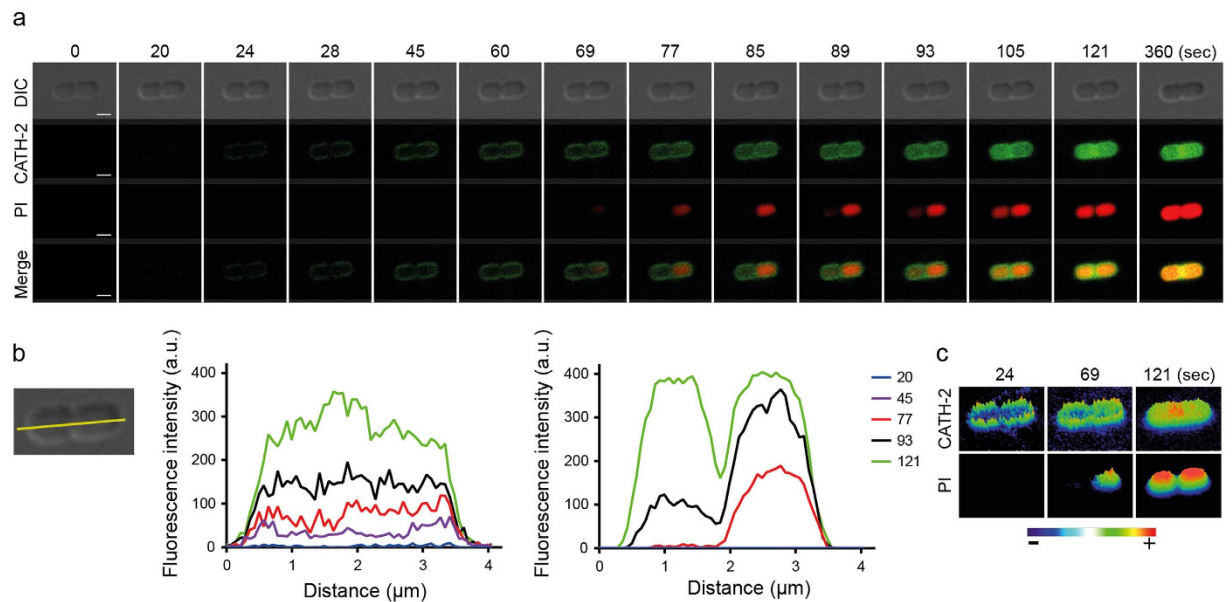 a
0 20 24 28 45 60 69 77 85 89 93 105 121 360 (sec)
DIC
CATH-2
PI
Merge
b
Fluorescence intensity (a.u.)
400
300
200
100
0
0 1 2 3 4
Distance (µm)
Fluorescence intensity (a.u.)
400
300
200
100
0
0 1 2 3 4
Distance (µm)
20
45
77
93
121
c
24 69 121 (sec)
CATH-2
PI
- +